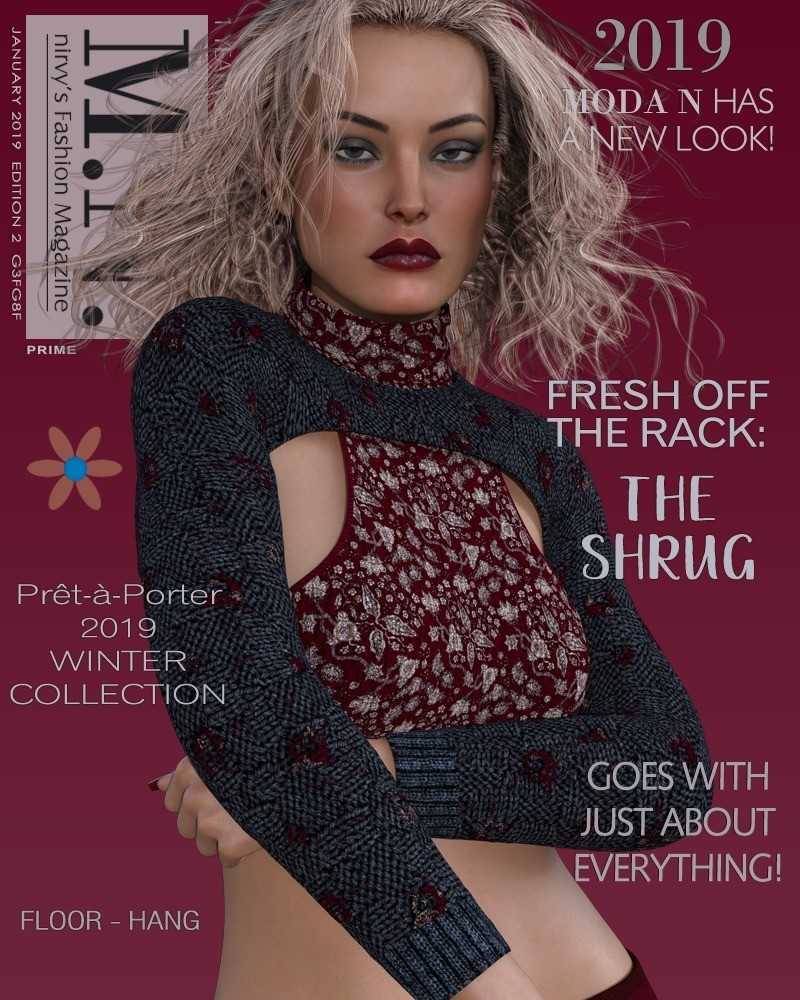 JANUARY 2019 EDITION 2 G3FG8F
nirvy's Fashion Magazine
PRIME
2019
MODA N HAS
A NEW LOOK!
FRESH OFF
THE RACK:
THE
SHRUG
Prêt-à-Porter
2019
WINTER
COLLECTION
GOES WITH
JUST ABOUT
EVERYTHING!
FLOOR - HANG